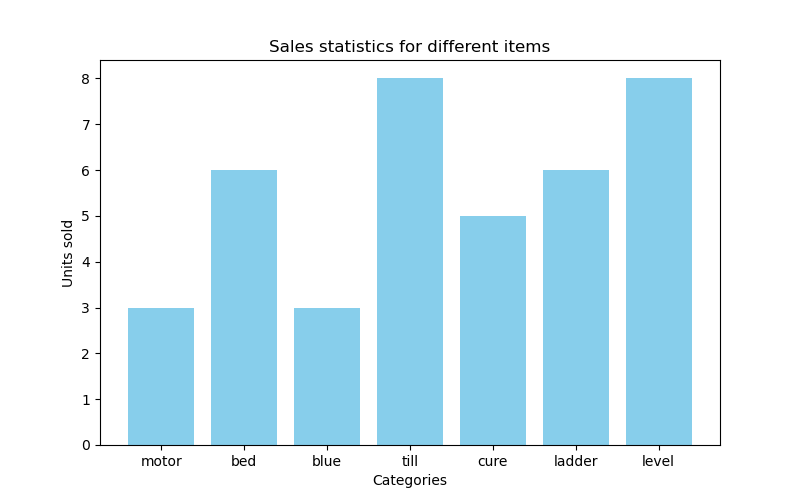 Sales statistics for different items
Units sold
8
7
6
5
4
3
2
1
0
motor bed blue till cure ladder level
Categories